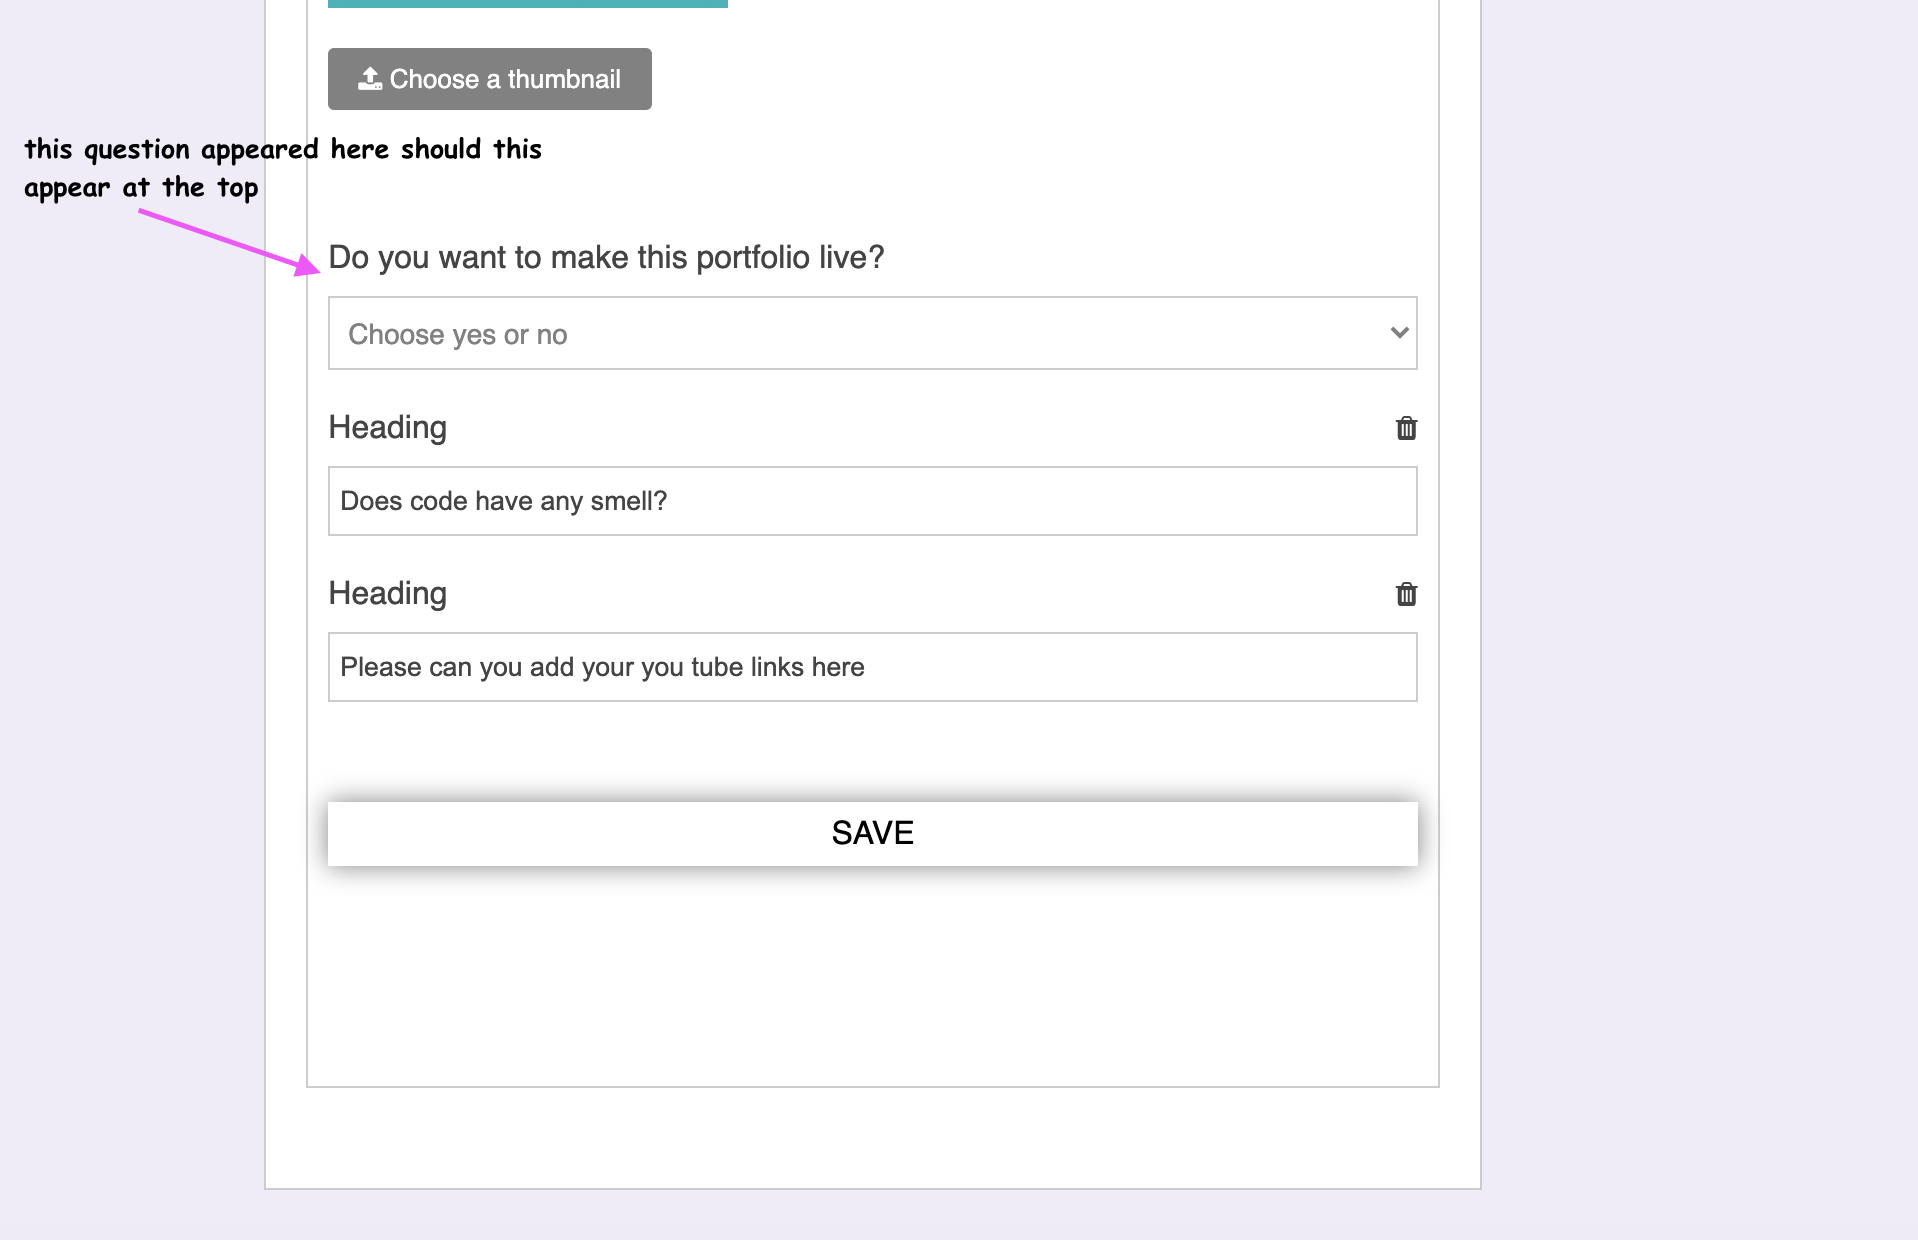 Choose a thumbnail
this question appeared here should this
appear at the top
Do you want to make this portfolio live?
Choose yes or no
Heading
Does code have any smell?
Heading
Please can you add your you tube links here
SAVE